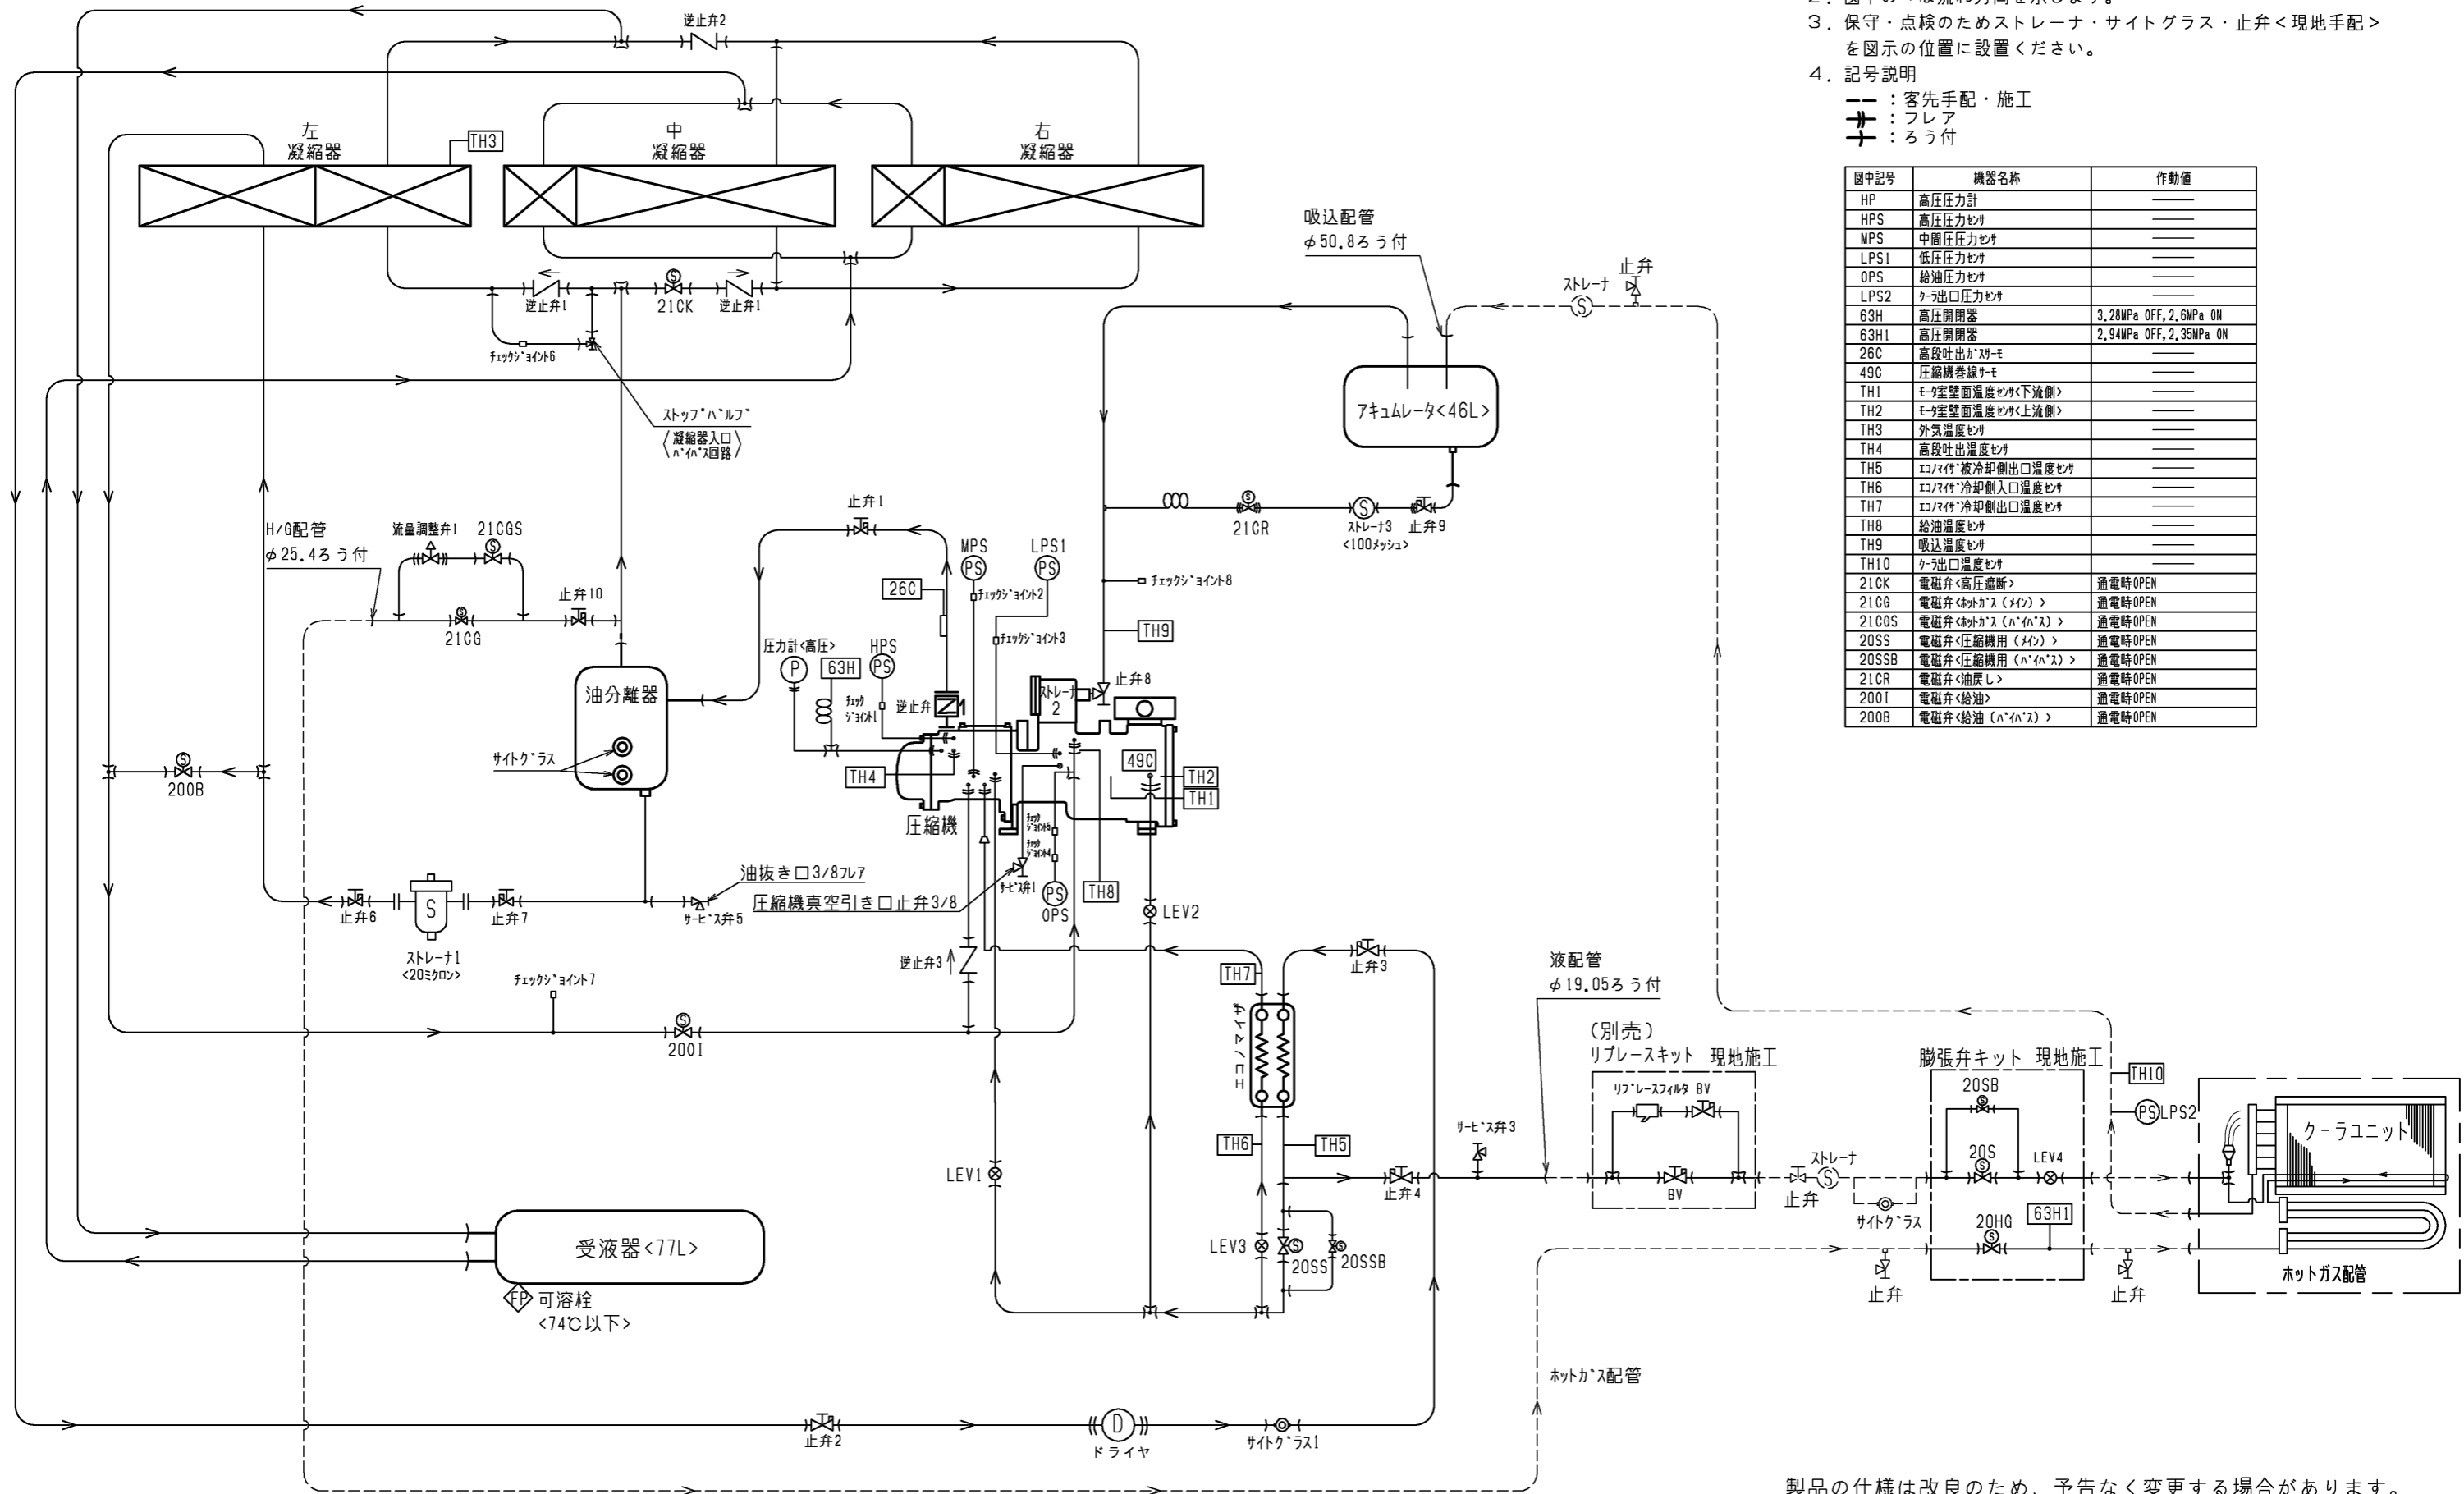 3．保守・点検のためストレーナ・サイトグラス・止弁＜現地手配＞
を図示の位置に設置ください。
4．記号説明
：客先手配・施工
：フレア
：ろう付
図中記号 機器名称 作動値
HP 高圧圧力計 ───
HPS 高圧圧力ｾﾝｻ ───
MPS 中間圧圧力ｾﾝｻ ───
LPS1 低圧圧力ｾﾝｻ ───
OPS 給油圧力ｾﾝｻ ───
LPS2 ｸｰﾗ出口圧力ｾﾝｻ ───
63H 高圧開閉器 3.28MPa OFF,2.6MPa ON
63H1 高圧開閉器 2.94MPa OFF,2.35MPa ON
26C 高段吐出ｶﾞｽｻｰﾓ ───
49C 圧縮機巻線ｻｰﾓ ───
TH1 ﾓｰﾀ室壁面温度ｾﾝｻ<下流側> ───
TH2 ﾓｰﾀ室壁面温度ｾﾝｻ<上流側> ───
TH3 外気温度ｾﾝｻ ───
TH4 高段吐出温度ｾﾝｻ ───
TH5 ｴｺﾉﾏｲｻﾞ被冷却側出口温度ｾﾝｻ ───
TH6 ｴｺﾉﾏｲｻﾞ冷却側入口温度ｾﾝｻ ───
TH7 ｴｺﾉﾏｲｻﾞ冷却側出口温度ｾﾝｻ ───
TH8 給油温度ｾﾝｻ ───
TH9 吸込温度ｾﾝｻ ───
TH10 ｸｰﾗ出口温度ｾﾝｻ ───
21CK 電磁弁<高圧遮断> 通電時OPEN
21CG 電磁弁<ﾎｯﾄｶﾞｽ（ﾒｲﾝ）> 通電時OPEN
21CGS 電磁弁<ﾎｯﾄｶﾞｽ（ﾊﾞｲﾊﾟｽ）> 通電時OPEN
20SS 電磁弁<圧縮機用（ﾒｲﾝ）> 通電時OPEN
20SSB 電磁弁<圧縮機用（ﾊﾞｲﾊﾟｽ）> 通電時OPEN
21CR 電磁弁<油戻し> 通電時OPEN
20OI 電磁弁<給油> 通電時OPEN
20OB 電磁弁<給油（ﾊﾞｲﾊﾟｽ）> 通電時OPEN
逆止弁2
左
凝縮器
TH3
中
凝縮器
右
凝縮器
逆止弁1
S
21CK
逆止弁1
ﾁｪｯｸｼﾞｮｲﾝﾄ6
ｽﾄｯﾌﾟﾊﾞﾙﾌﾞ
〈凝縮器入口
ﾊﾞｲﾊﾟｽ回路〉
吸込配管
φ50.8ろう付
ｽﾄﾚｰﾅ
止弁
S
ｱｷｭﾑﾚｰﾀ<46L>
S
21CR
S
ｽﾄﾚｰﾅ3
<100ﾒｯｼｭ>
止弁9
H/G配管
φ25.4ろう付
流量調整弁1
21CGS
S
S
21CG
止弁10
止弁1
26C
MPS
PS
ﾁｪｯｸｼﾞｮｲﾝﾄ2
LPS1
PS
ﾁｪｯｸｼﾞｮｲﾝﾄ3
ﾁｪｯｸｼﾞｮｲﾝﾄ8
TH9
圧力計<高圧>
P
63H
HPS
PS
ﾁｪｯｸ
ｼﾞｮｲﾝﾄ1
逆止弁
ｽﾄﾚｰﾅ
2
止弁8
油分離器
ｻｲﾄｸﾞﾗｽ
TH4
圧縮機
49C
TH2
TH1
ﾁｪｯｸ
ｼﾞｮｲﾝﾄ5
ﾁｪｯｸ
ｼﾞｮｲﾝﾄ4
ｻｰﾋﾞｽ弁1
PS
OPS
TH8
LEV2
S
20OB
止弁6
S
ｽﾄﾚｰﾅ1
<20ﾐｸﾛﾝ>
止弁7
ｻｰﾋﾞｽ弁5
油抜き口3/8ﾌﾚｱ
圧縮機真空引き口止弁3/8
逆止弁3
ﾁｪｯｸｼﾞｮｲﾝﾄ7
S
20OI
TH7
止弁3
エコノマイザ
TH6
TH5
LEV1
LEV3
S
20SS
S
20SSB
止弁4
ｻｰﾋﾞｽ弁3
液配管
φ19.05ろう付
（別売）
リプレースキット 現地施工
ﾘﾌﾟﾚｰｽﾌｨﾙﾀ BV
BV
ストレーナ
S
止弁
ｻｲﾄｸﾞﾗｽ
膨張弁キット 現地施工
20SB
S
20S
S
LEV4
20HG
S
63H1
止弁
止弁
TH10
PS LPS2
クーラユニット
ホットガス配管
受液器<77L>
FP 可溶栓
<74℃以下>
止弁2
D
ドライヤ
ｻｲﾄｸﾞﾗｽ1
ﾎｯﾄｶﾞｽ配管
製品の仕様は改良のため、予告なく変更する場合があります。